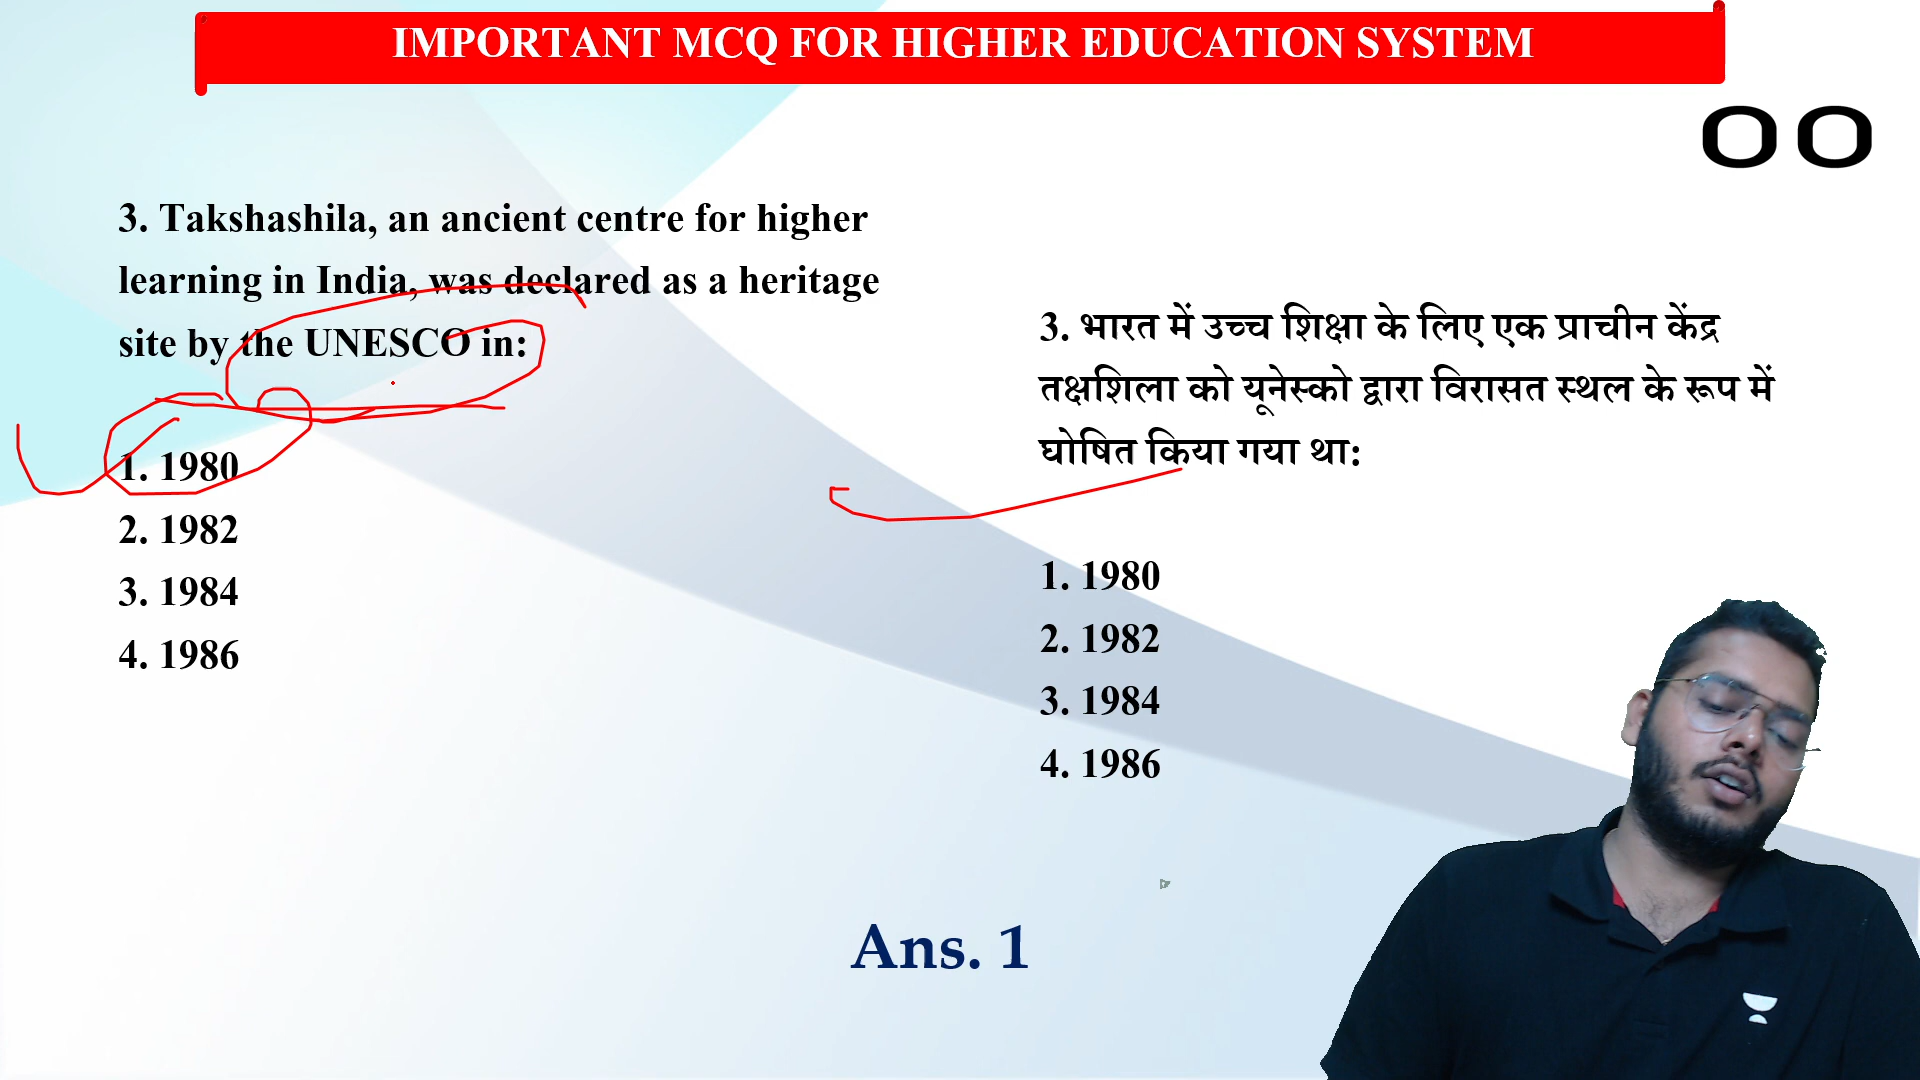 IMPORTANT MCQ FOR HIGHER EDUCATION SYSTEM
00
3. Takshashila, an ancient centre for higher
learning in India, was declared as a heritage
site by the UNESCO in:
1. 1980
2. 1982
3. 1984
4. 1986
3. भारत में उच्च शिक्षा के लिए एक प्राचीन केंद्र
तक्षशिला को यूनेस्को द्वारा विरासत स्थल के रूप में
घोषित किया गया था:
1. 1980
2. 1982
3. 1984
4. 1986
Ans. 1